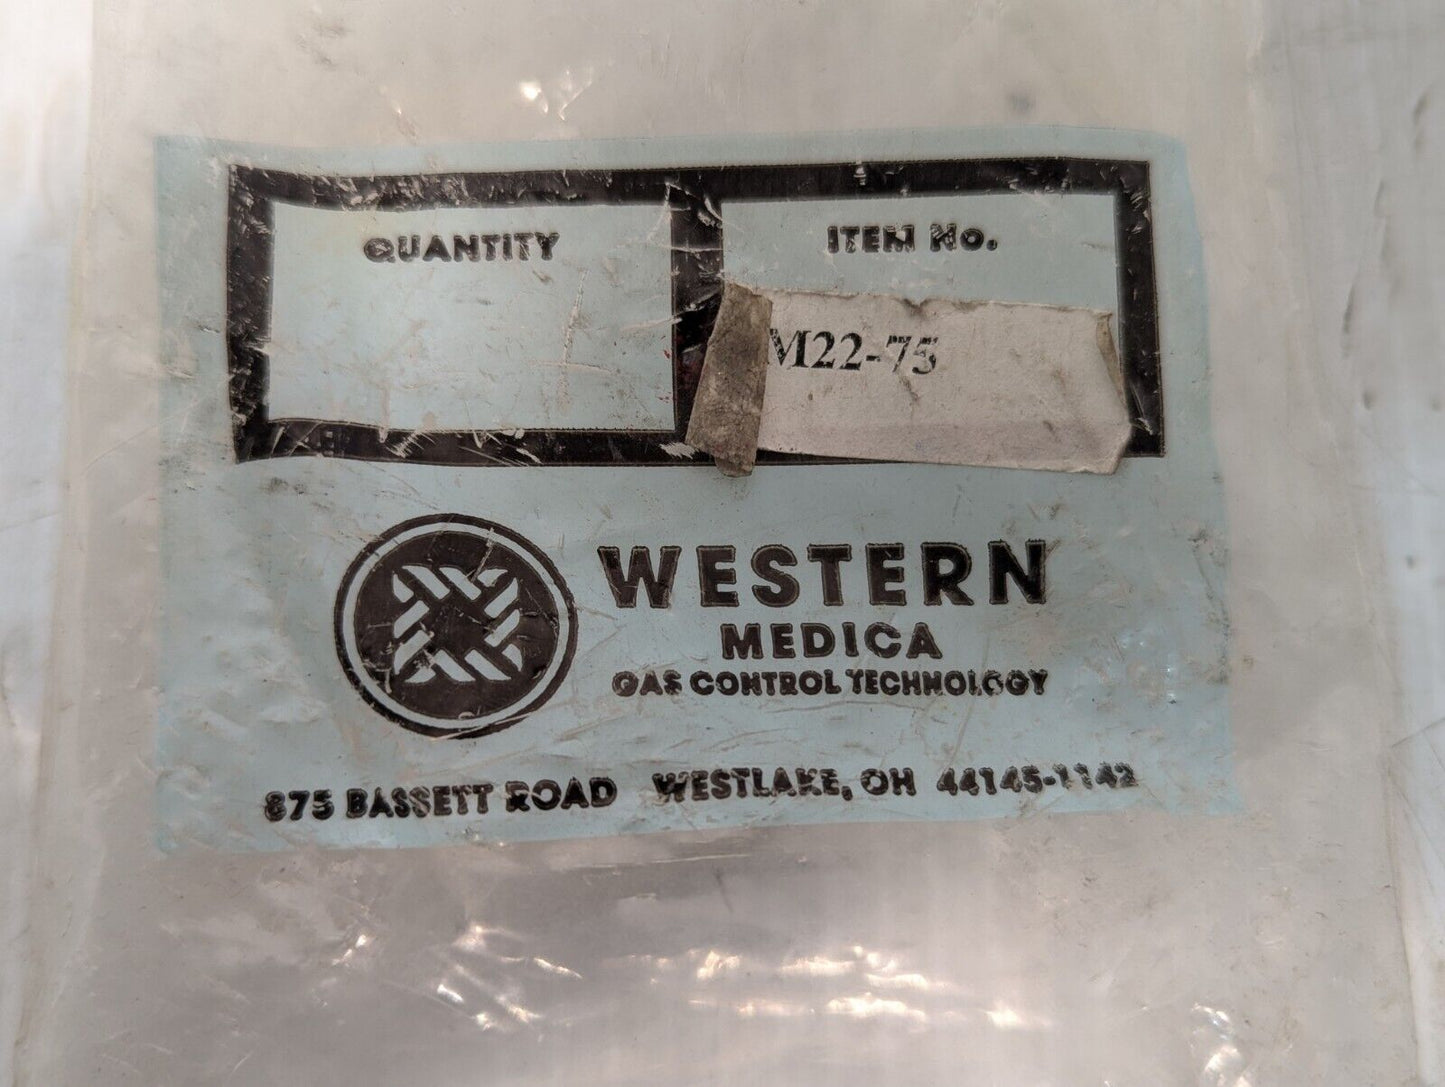 QUANTITY
ITEM No.
M22-75
WESTERN
MEDICA
GAS CONTROL TECHNOLOGY
875 BASSETT ROAD WESTLAKE, OH 44145-1142